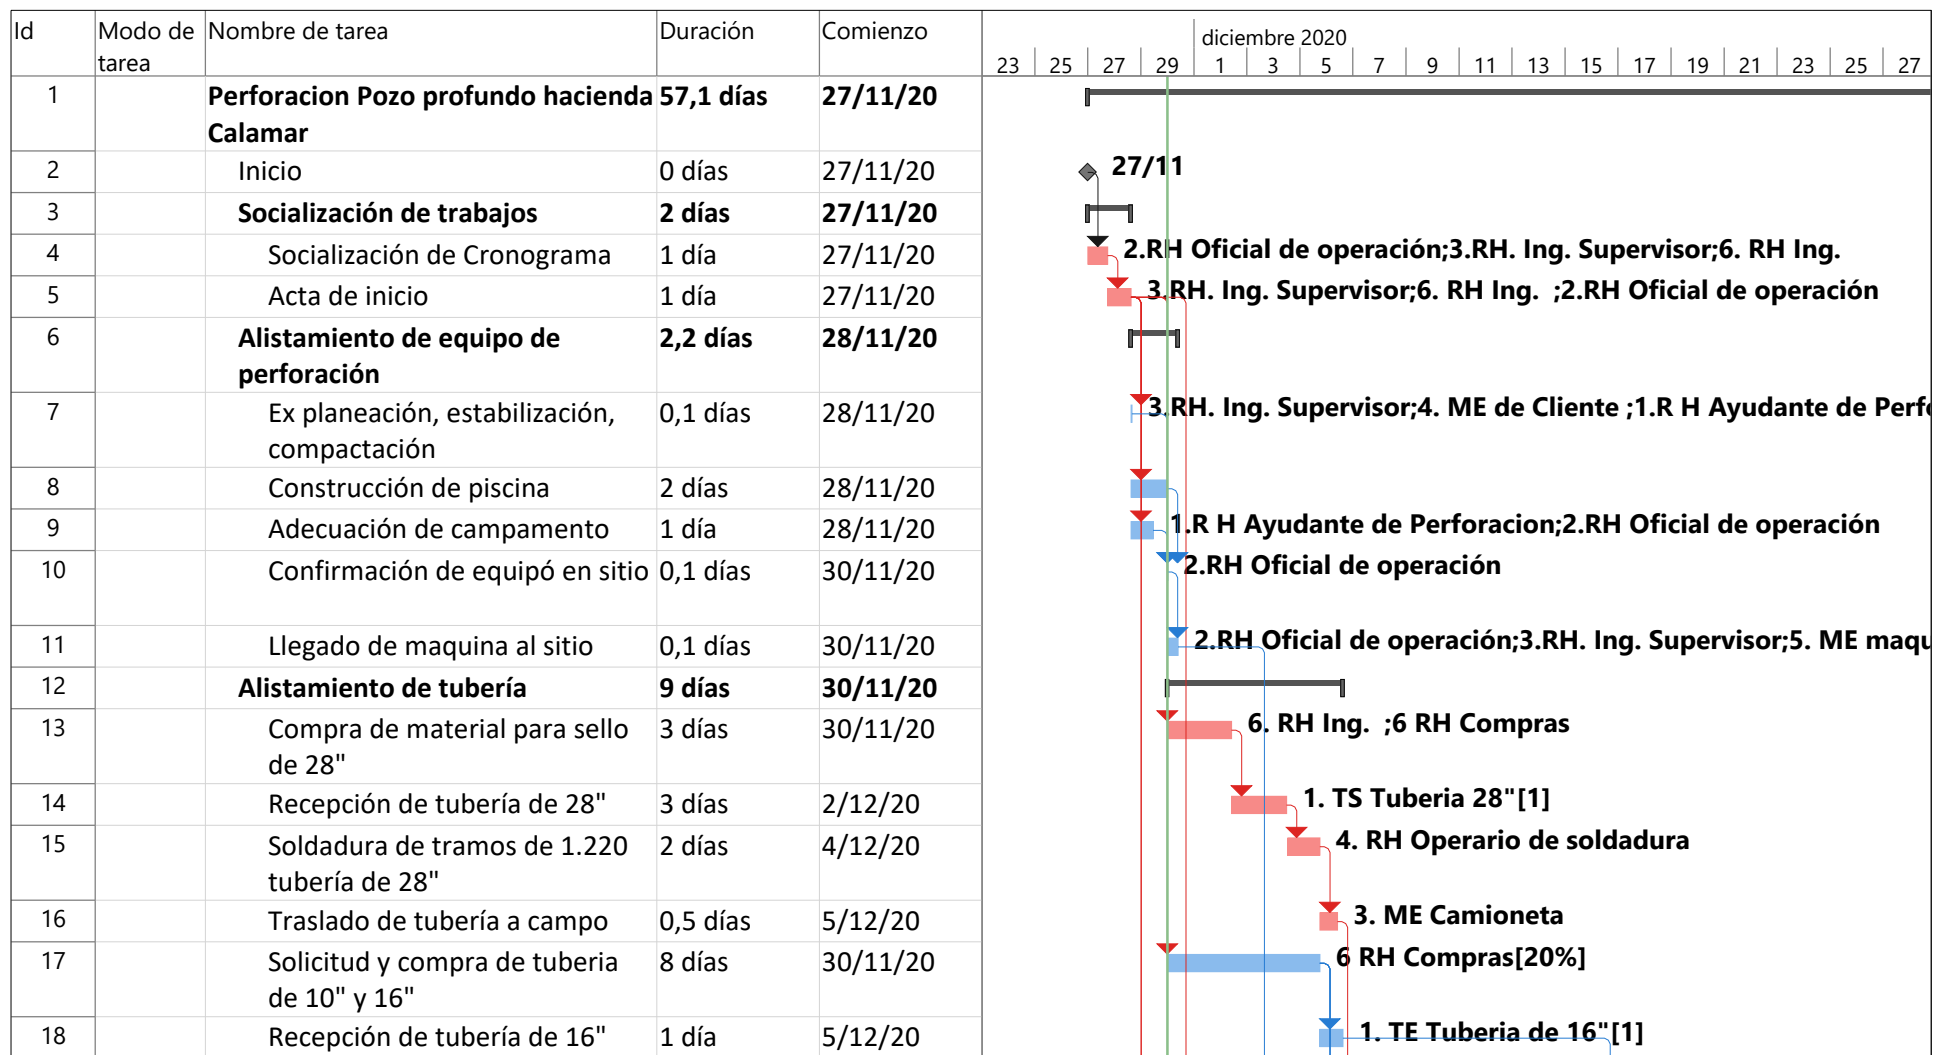 Id Modo de Nombre de tarea Duración Comienzo
tarea
diciembre 2020
23 25 27 29 1 3 5 7 9 11 13 15 17 19 21 23 25 27
1 Perforacion Pozo profundo hacienda 57,1 días 27/11/20
Calamar
2 Inicio 0 días 27/11/20 27/11
3 Socialización de trabajos 2 días 27/11/20
4 Socialización de Cronograma 1 día 27/11/20 2.RH Oficial de operación;3.RH. Ing. Supervisor;6. RH Ing.
5 Acta de inicio 1 día 27/11/20 3.RH. Ing. Supervisor;6. RH Ing. ;2.RH Oficial de operación
6 Alistamiento de equipo de 2,2 días 28/11/20
perforación
7 Ex planeación, estabilización, 0,1 días 28/11/20 3.RH. Ing. Supervisor;4. ME de Cliente ;1.R H Ayudante de Perfo
compactación
8 Construcción de piscina 2 días 28/11/20
9 Adecuación de campamento 1 día 28/11/20 1.R H Ayudante de Perforacion;2.RH Oficial de operación
10 Confirmación de equipó en sitio 0,1 días 30/11/20 2.RH Oficial de operación
11 Llegado de maquina al sitio 0,1 días 30/11/20 2.RH Oficial de operación;3.RH. Ing. Supervisor;5. ME maqu
12 Alistamiento de tubería 9 días 30/11/20
13 Compra de material para sello 3 días 30/11/20 6. RH Ing. ;6 RH Compras
de 28"
14 Recepción de tubería de 28" 3 días 2/12/20 1. TS Tuberia 28"[1]
15 Soldadura de tramos de 1.220 2 días 4/12/20 4. RH Operario de soldadura
tubería de 28"
16 Traslado de tubería a campo 0,5 días 5/12/20 3. ME Camioneta
17 Solicitud y compra de tuberia 8 días 30/11/20 6 RH Compras[20%]
de 10" y 16"
18 Recepción de tubería de 16" 1 día 5/12/20 1. TE Tuberia de 16"[1]